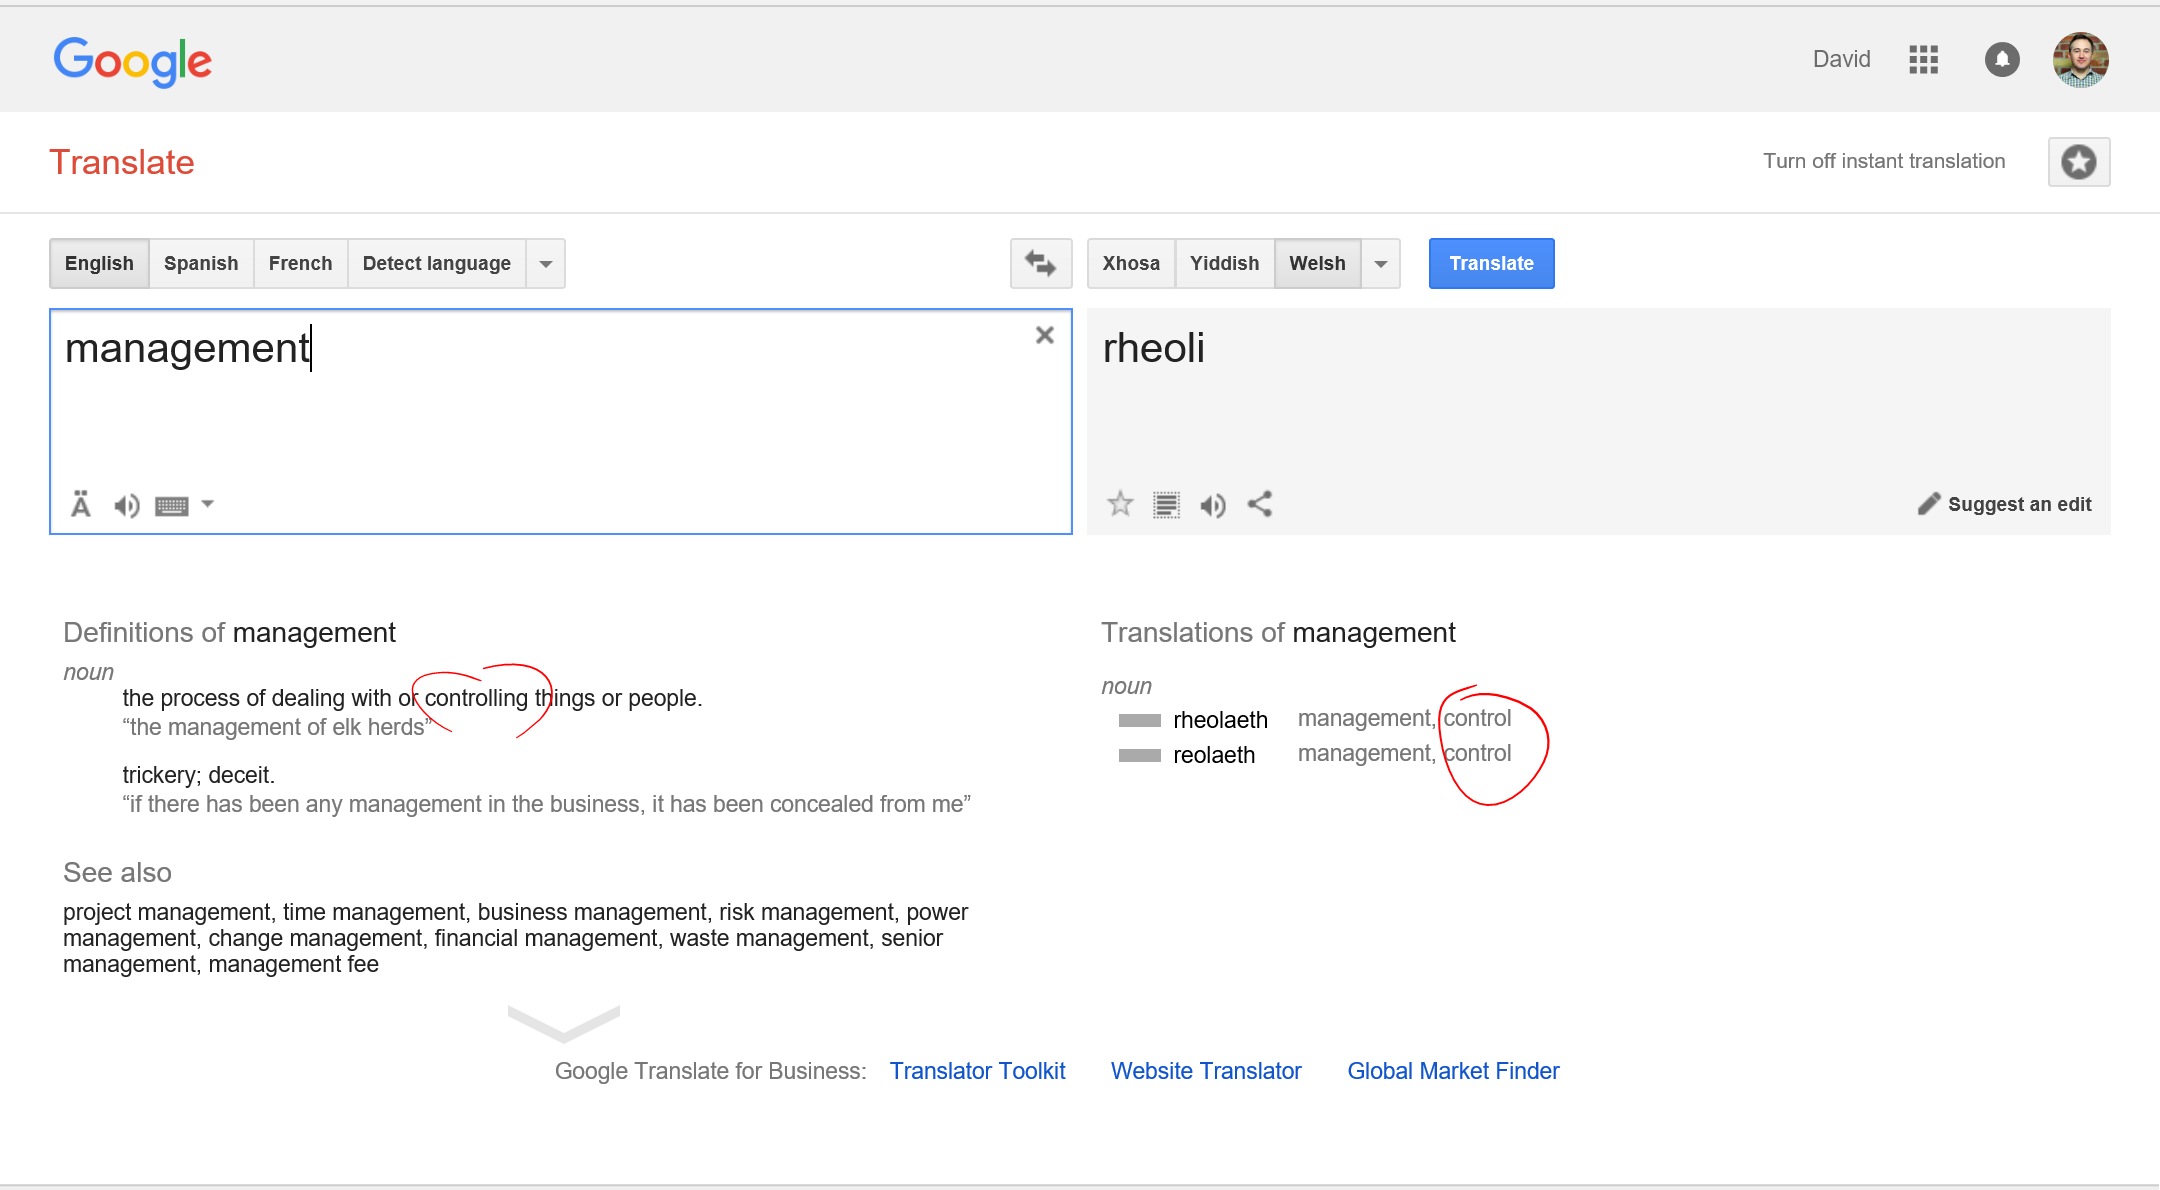 Google
David
Translate
Turn off instant translation
English Spanish French Detect language
Xhosa Yiddish Welsh Translate
management
rheoli
Ä
Suggest an edit
Definitions of management
noun
the process of dealing with or controlling things or people.
“the management of elk herds”
trickery; deceit.
“if there has been any management in the business, it has been concealed from me”
See also
project management, time management, business management, risk management, power
management, change management, financial management, waste management, senior
management, management fee
Translations of management
noun
rheolaeth management, control
reolaeth management, control
Google Translate for Business: Translator Toolkit Website Translator Global Market Finder